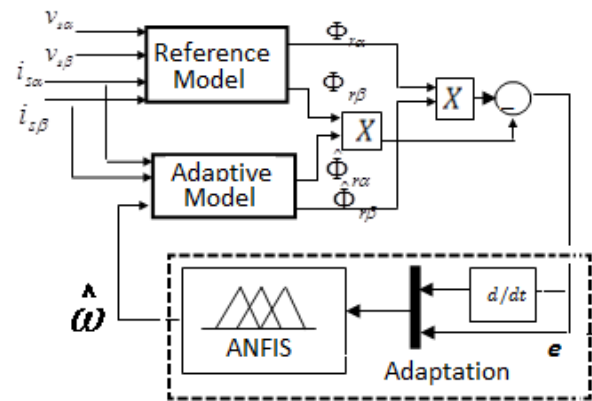 v_sα
v_sβ
i_sα
i_sβ
Reference
Model
Φ_rα
Φ_rβ
X
X
−
Adaptive
Model
Φ̂_rα
Φ̂_rβ
ω̂
ANFIS
d/dt
e
Adaptation